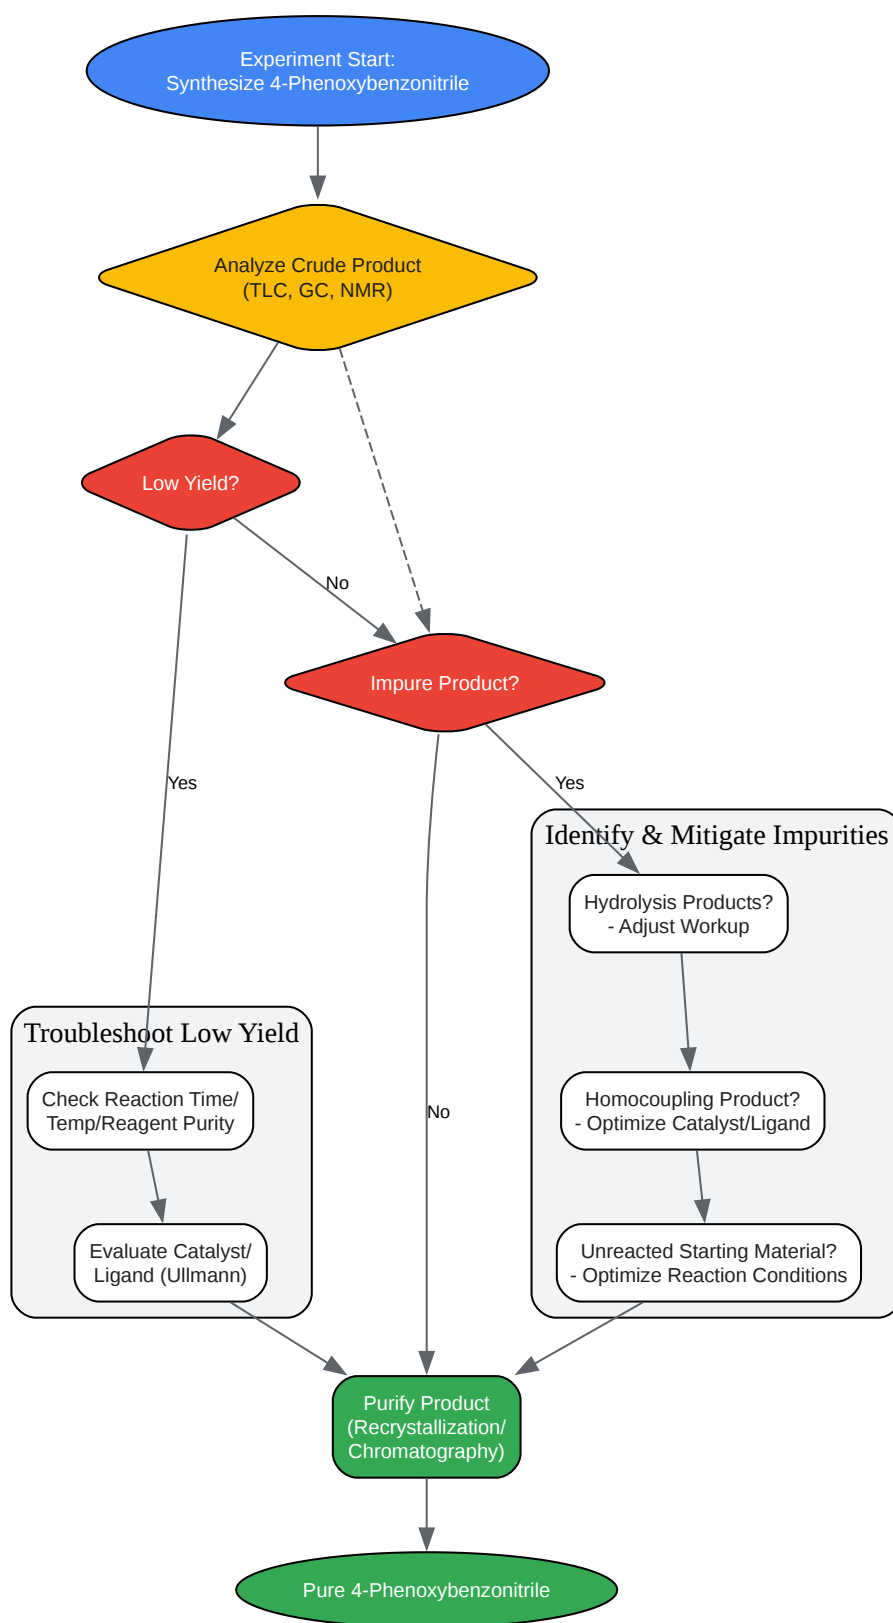 Experiment Start:
Synthesize 4-Phenoxybenzonitrile
Analyze Crude Product
(TLC, GC, NMR)
Low Yield?
No
Impure Product?
Yes
Yes
Identify & Mitigate Impurities
Hydrolysis Products?
- Adjust Workup
Troubleshoot Low Yield
Check Reaction Time/
Temp/Reagent Purity
No
Homocoupling Product?
- Optimize Catalyst/Ligand
Evaluate Catalyst/
Ligand (Ullmann)
Unreacted Starting Material?
- Optimize Reaction Conditions
Purify Product
(Recrystallization/
Chromatography)
Pure 4-Phenoxybenzonitrile